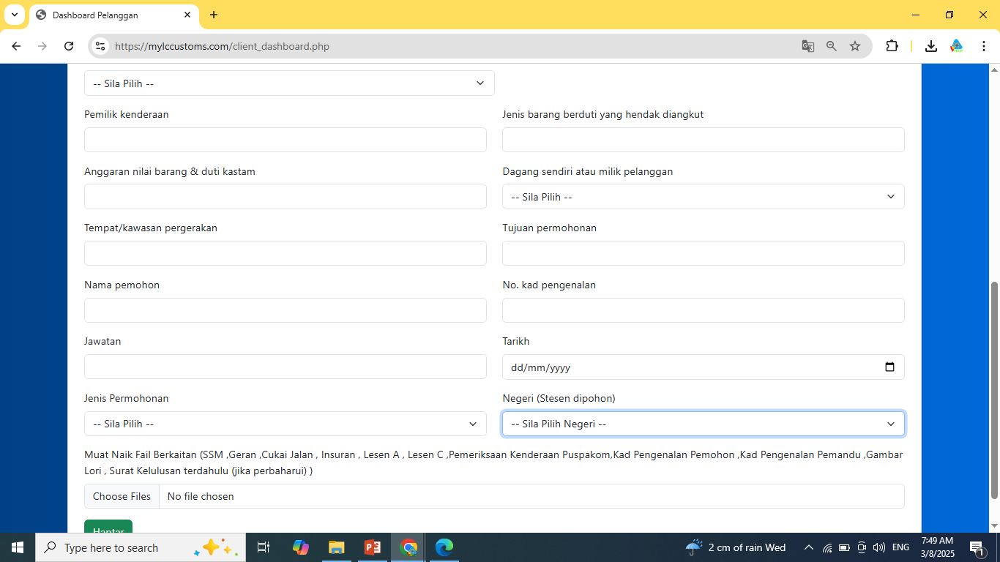 Dashboard Pelanggan
https://mylccustoms.com/client_dashboard.php
-- Sila Pilih --
Pemilik kenderaan
Jenis barang berduti yang hendak diangkut
Anggaran nilai barang & duti kastam
Dagang sendiri atau milik pelanggan
-- Sila Pilih --
Tempat/kawasan pergerakan
Tujuan permohonan
Nama pemohon
No. kad pengenalan
Jawatan
Tarikh
dd/mm/yyyy
Jenis Permohonan
Negeri (Stesen dipohon)
-- Sila Pilih --
-- Sila Pilih Negeri --
Muat Naik Fail Berkaitan (SSM ,Geran ,Cukai Jalan , Insuran , Lesen A , Lesen C ,Pemeriksaan Kenderaan Puspakom,Kad Pengenalan Pemohon ,Kad Pengenalan Pemandu ,Gambar
Lori , Surat Kelulusan terdahulu (jika perbaharui) )
Choose Files No file chosen
Hantar
Type here to search
2 cm of rain Wed
ENG
7:49 AM
3/8/2025
1